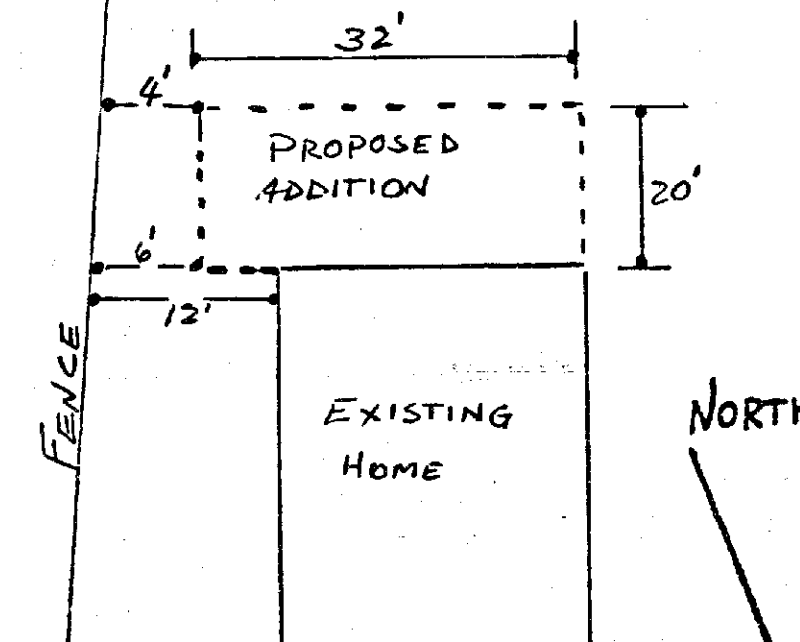 32'
4'
PROPOSED
ADDITION
20'
6'
12'
FENCE
EXISTING
HOME
NORTH